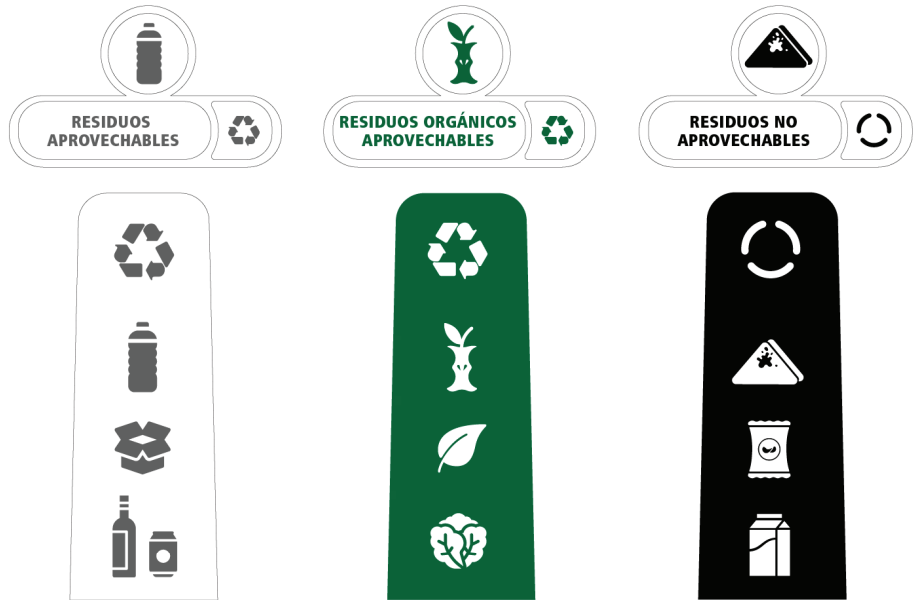 RESIDUOS
APROVECHABLES
RESIDUOS ORGÁNICOS
APROVECHABLES
RESIDUOS NO
APROVECHABLES